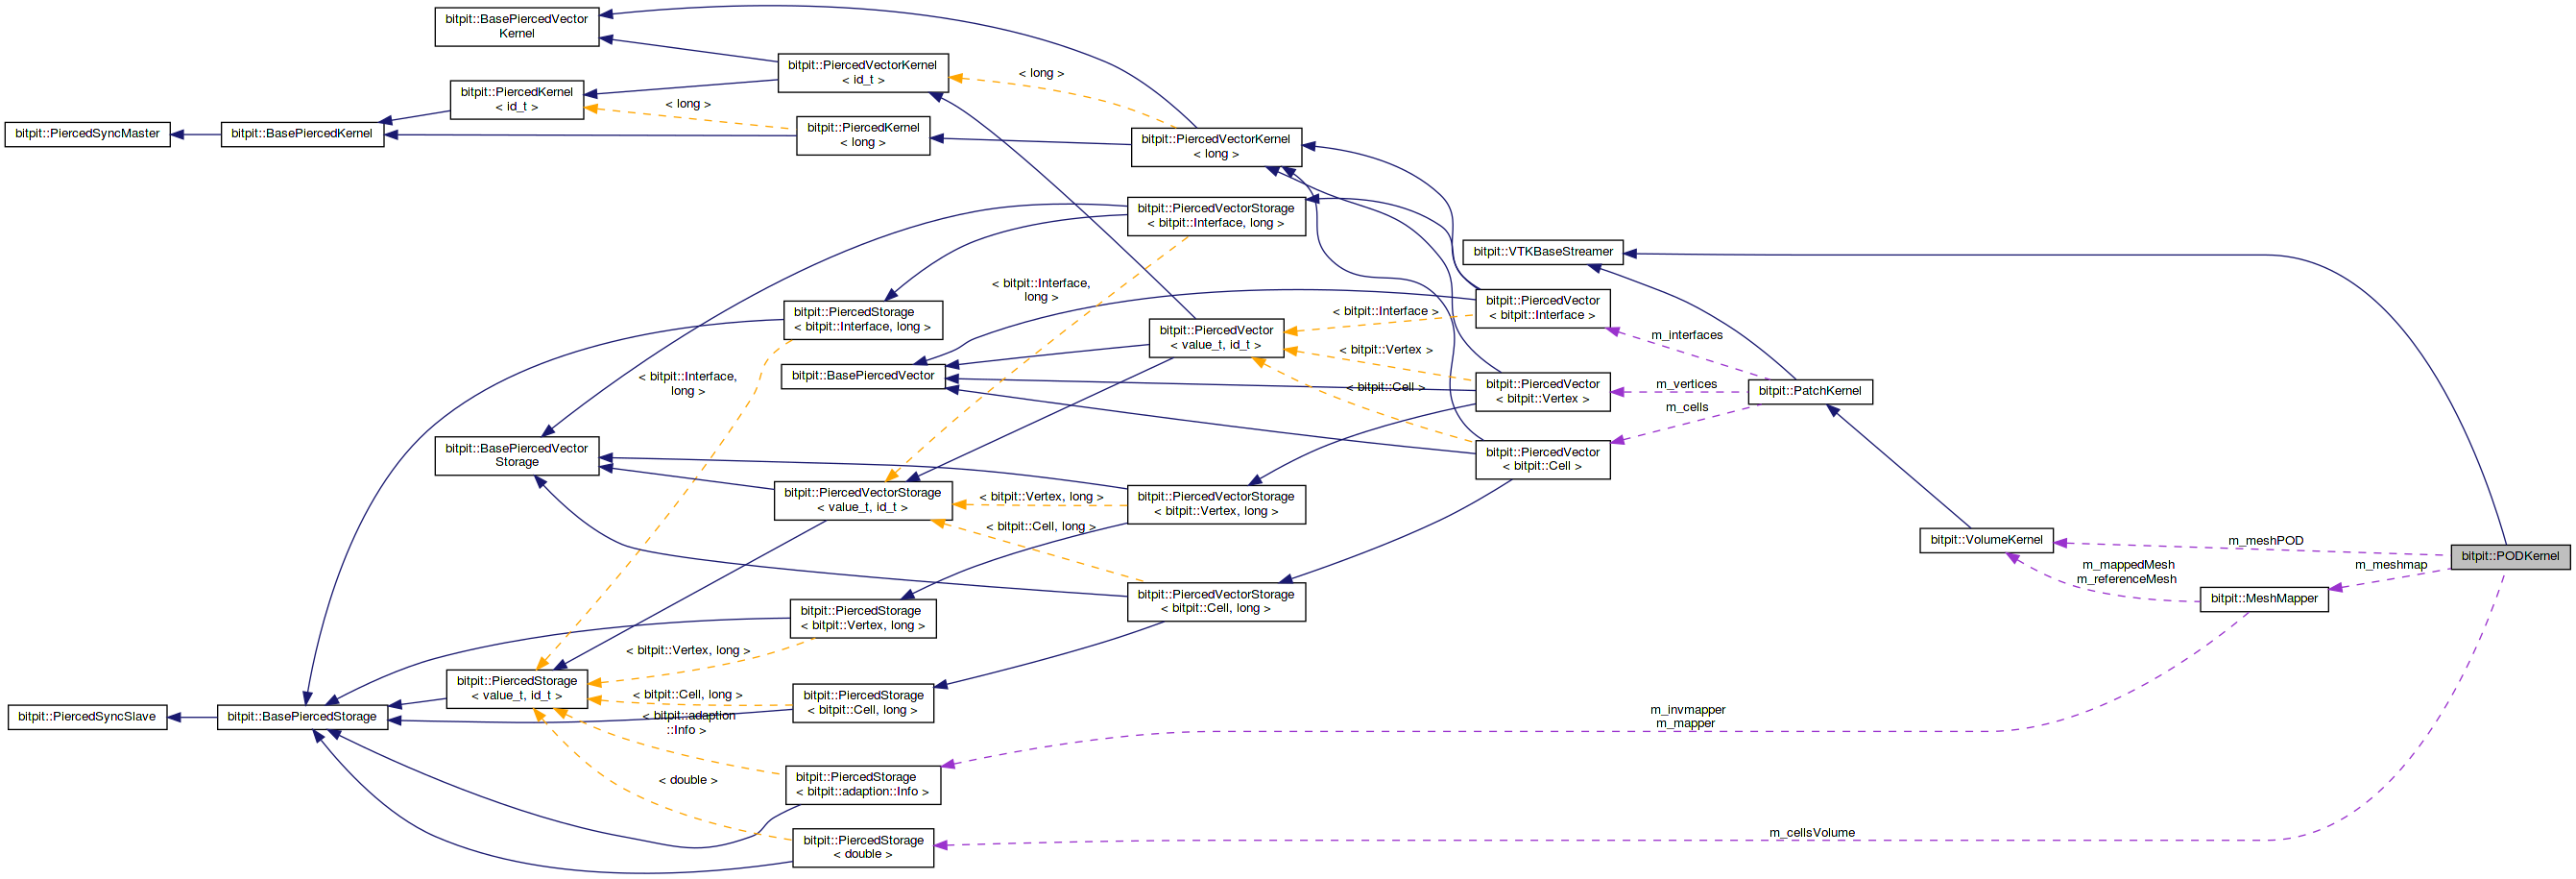 bitpit::BasePiercedVector
Kernel
bitpit::PiercedVectorKernel
< id_t >
< long >
bitpit::PiercedKernel
< id_t >
< long >
bitpit::PiercedSyncMaster
bitpit::BasePiercedKernel
bitpit::PiercedKernel
< long >
bitpit::PiercedVectorKernel
< long >
bitpit::PiercedVectorStorage
< bitpit::Interface, long >
bitpit::VTKBaseStreamer
< bitpit::Interface,
long >
bitpit::PiercedStorage
< bitpit::Interface, long >
bitpit::PiercedVector
< bitpit::Interface >
< bitpit::Interface >
bitpit::PiercedVector
< value_t, id_t >
m_interfaces
< bitpit::Vertex >
bitpit::BasePiercedVector
< bitpit::Interface,
long >
< bitpit::Cell >
bitpit::PiercedVector
< bitpit::Vertex >
m_vertices
m_cells
bitpit::PatchKernel
bitpit::BasePiercedVector
Storage
bitpit::PiercedVector
< bitpit::Cell >
bitpit::PiercedVectorStorage
< value_t, id_t >
< bitpit::Vertex, long >
bitpit::PiercedVectorStorage
< bitpit::Vertex, long >
< bitpit::Cell, long >
bitpit::VolumeKernel
m_meshPOD
bitpit::PODKernel
m_mappedMesh
m_referenceMesh
m_meshmap
bitpit::MeshMapper
bitpit::PiercedVectorStorage
< bitpit::Cell, long >
bitpit::PiercedStorage
< bitpit::Vertex, long >
< bitpit::Vertex, long >
bitpit::PiercedStorage
< value_t, id_t >
< bitpit::Cell, long >
bitpit::PiercedStorage
< bitpit::Cell, long >
bitpit::PiercedSyncSlave
bitpit::BasePiercedStorage
< bitpit::adaption
::Info >
m_invmapper
m_mapper
< double >
bitpit::PiercedStorage
< bitpit::adaption::Info >
bitpit::PiercedStorage
< double >
m_cellsVolume